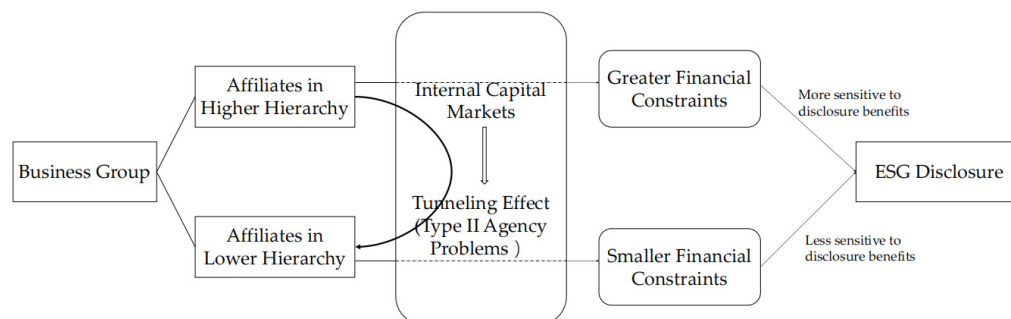 Business Group
Affiliates in
Higher Hierarchy
Affiliates in
Lower Hierarchy
Internal Capital
Markets
Tunneling Effect
(Type II Agency
Problems )
Greater Financial
Constraints
Smaller Financial
Constraints
More sensitive to
disclosure benefits
Less sensitive to
disclosure benefits
ESG Disclosure